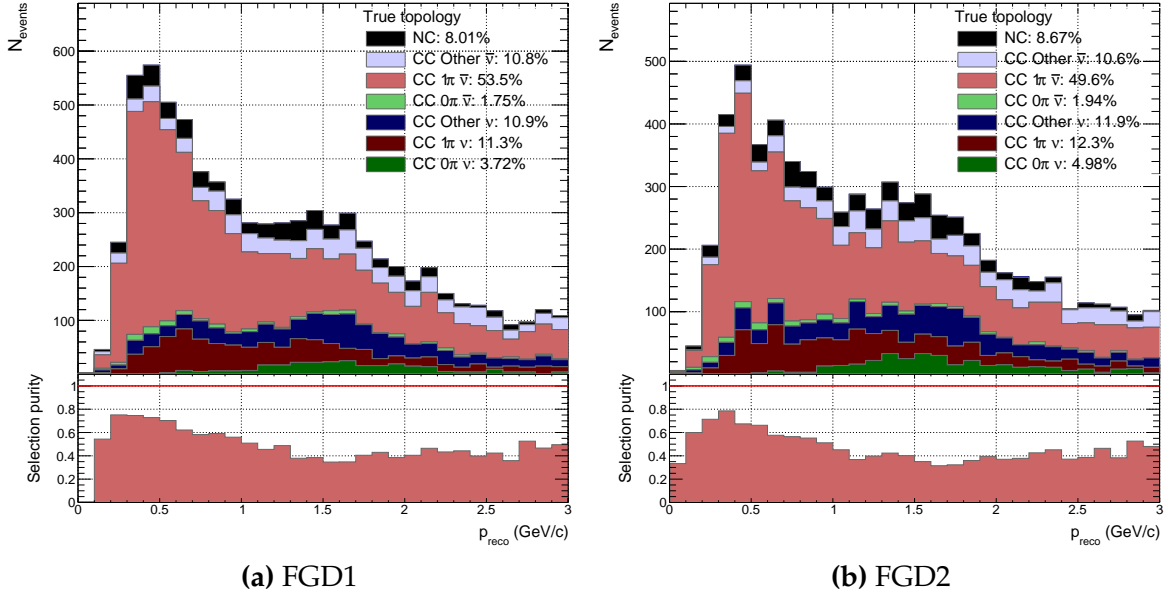 N_events
600
500
400
300
200
100
True topology
NC: 8.01%
CC Other ν̄: 10.8%
CC 1π ν̄: 53.5%
CC 0π ν̄: 1.75%
CC Other ν: 10.9%
CC 1π ν: 11.3%
CC 0π ν: 3.72%
Selection purity
1
0.8
0.6
0.4
0.2
0
0 0.5 1 1.5 2 2.5 3
p_reco (GeV/c)
(a) FGD1
N_events
500
400
300
200
100
True topology
NC: 8.67%
CC Other ν̄: 10.6%
CC 1π ν̄: 49.6%
CC 0π ν̄: 1.94%
CC Other ν: 11.9%
CC 1π ν: 12.3%
CC 0π ν: 4.98%
Selection purity
1
0.8
0.6
0.4
0.2
0
0 0.5 1 1.5 2 2.5 3
p_reco (GeV/c)
(b) FGD2